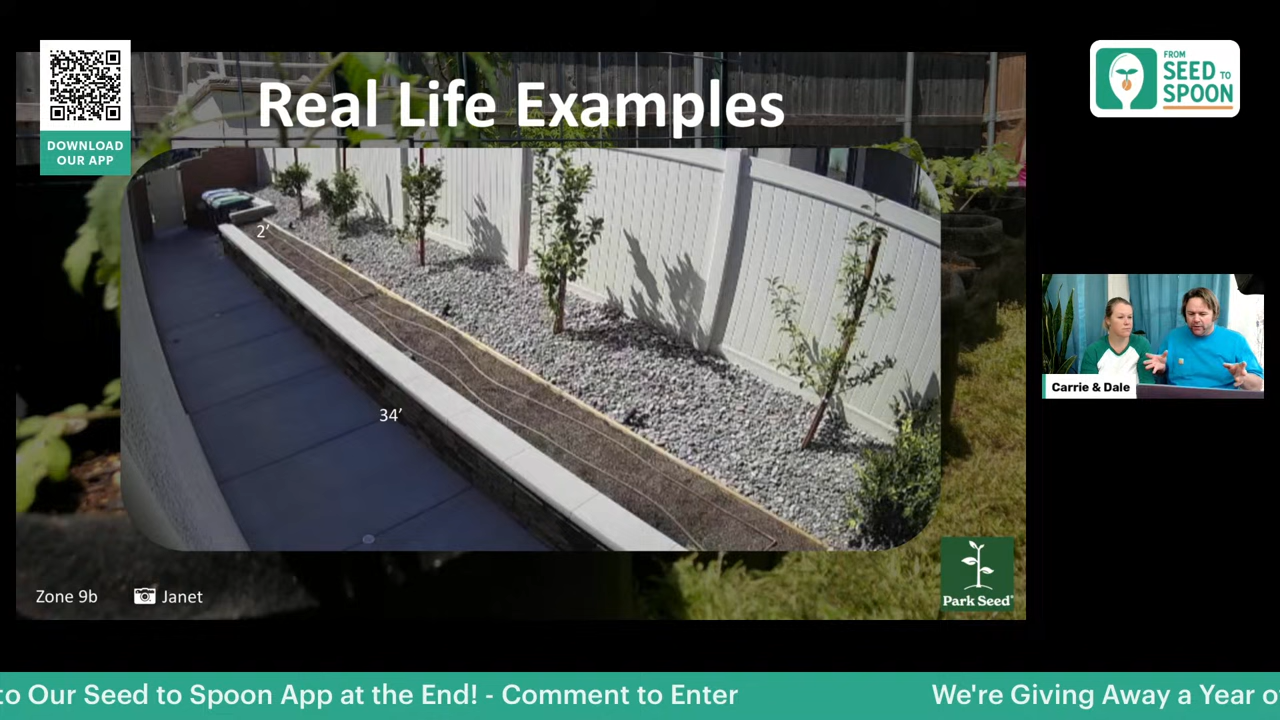 DOWNLOAD
OUR APP
Real Life Examples
FROM
SEED TO
SPOON
2'
34'
Carrie & Dale
Zone 9b
Janet
Park Seed
to Our Seed to Spoon App at the End! - Comment to Enter
We're Giving Away a Year o